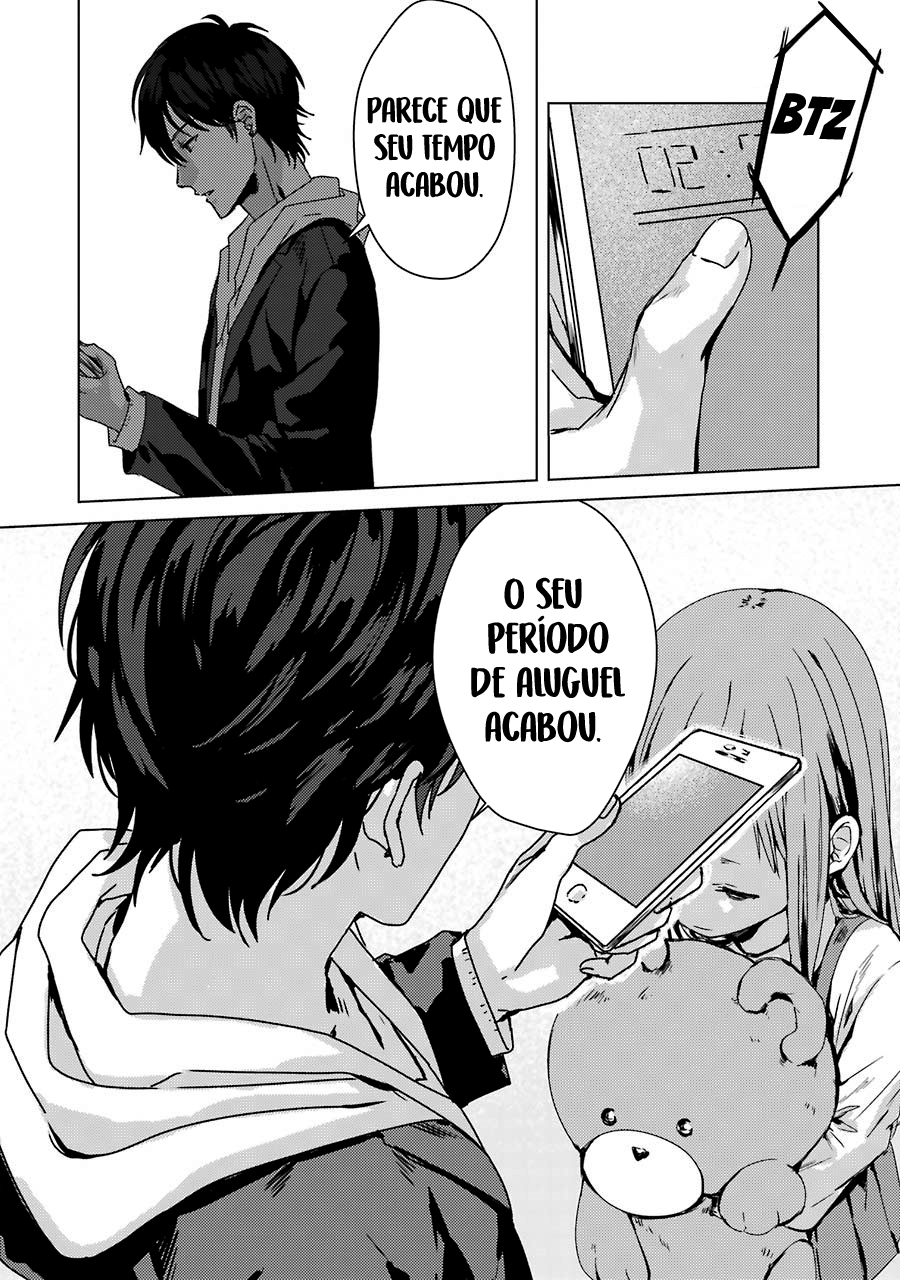 BTZ
PARECE QUE
SEU TEMPO
ACABOU.
O SEU
PERÍODO
DE ALUGUEL
ACABOU.